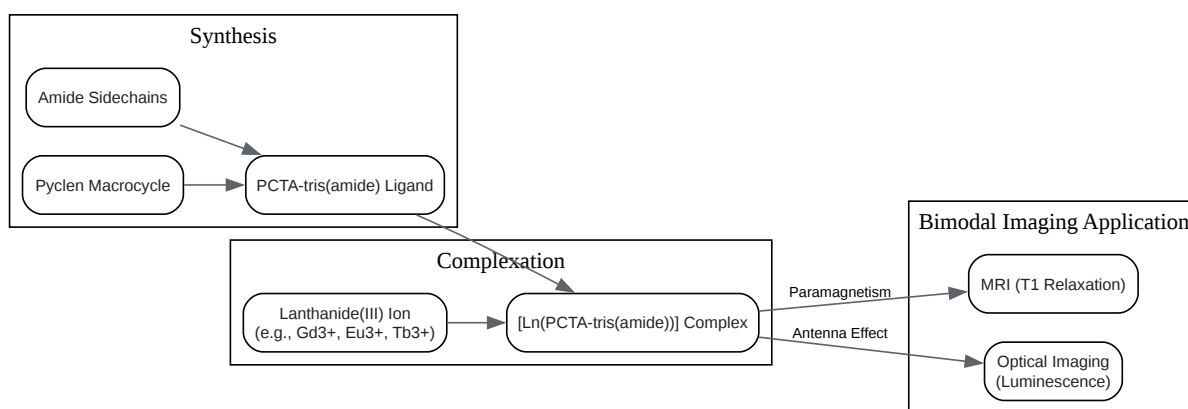 Synthesis
Amide Sidechains
Pyclen Macrocycle
PCTA-tris(amide) Ligand
Complexation
Lanthanide(III) Ion
(e.g., Gd3+, Eu3+, Tb3+)
[Ln(PCTA-tris(amide))] Complex
Paramagnetism
Antenna Effect
Bimodal Imaging Application
MRI (T1 Relaxation)
Optical Imaging
(Luminescence)